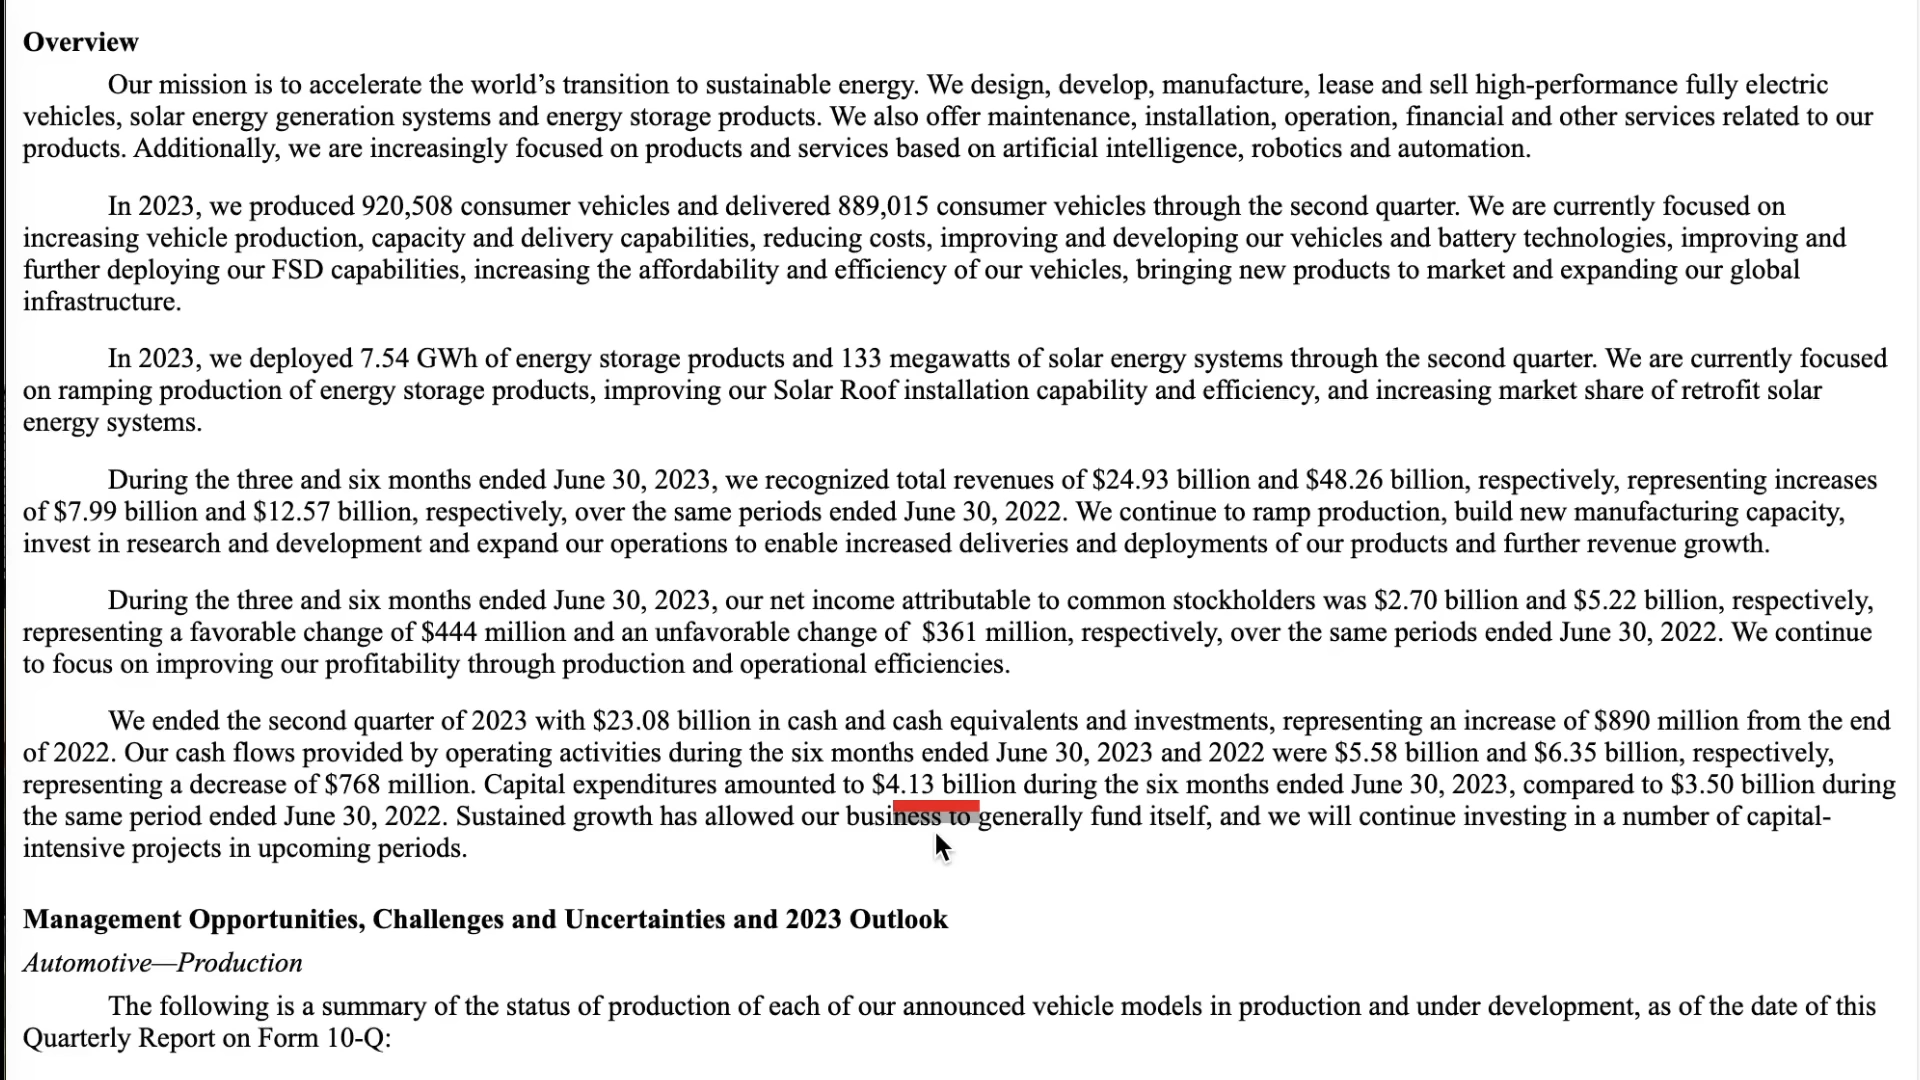 Overview
Our mission is to accelerate the world’s transition to sustainable energy. We design, develop, manufacture, lease and sell high-performance fully electric
vehicles, solar energy generation systems and energy storage products. We also offer maintenance, installation, operation, financial and other services related to our
products. Additionally, we are increasingly focused on products and services based on artificial intelligence, robotics and automation.
In 2023, we produced 920,508 consumer vehicles and delivered 889,015 consumer vehicles through the second quarter. We are currently focused on
increasing vehicle production, capacity and delivery capabilities, reducing costs, improving and developing our vehicles and battery technologies, improving and
further deploying our FSD capabilities, increasing the affordability and efficiency of our vehicles, bringing new products to market and expanding our global
infrastructure.
In 2023, we deployed 7.54 GWh of energy storage products and 133 megawatts of solar energy systems through the second quarter. We are currently focused
on ramping production of energy storage products, improving our Solar Roof installation capability and efficiency, and increasing market share of retrofit solar
energy systems.
During the three and six months ended June 30, 2023, we recognized total revenues of $24.93 billion and $48.26 billion, respectively, representing increases
of $7.99 billion and $12.57 billion, respectively, over the same periods ended June 30, 2022. We continue to ramp production, build new manufacturing capacity,
invest in research and development and expand our operations to enable increased deliveries and deployments of our products and further revenue growth.
During the three and six months ended June 30, 2023, our net income attributable to common stockholders was $2.70 billion and $5.22 billion, respectively,
representing a favorable change of $444 million and an unfavorable change of $361 million, respectively, over the same periods ended June 30, 2022. We continue
to focus on improving our profitability through production and operational efficiencies.
We ended the second quarter of 2023 with $23.08 billion in cash and cash equivalents and investments, representing an increase of $890 million from the end
of 2022. Our cash flows provided by operating activities during the six months ended June 30, 2023 and 2022 were $5.58 billion and $6.35 billion, respectively,
representing a decrease of $768 million. Capital expenditures amounted to $4.13 billion during the six months ended June 30, 2023, compared to $3.50 billion during
the same period ended June 30, 2022. Sustained growth has allowed our business to generally fund itself, and we will continue investing in a number of capital-
intensive projects in upcoming periods.
Management Opportunities, Challenges and Uncertainties and 2023 Outlook
Automotive—Production
The following is a summary of the status of production of each of our announced vehicle models in production and under development, as of the date of this
Quarterly Report on Form 10-Q: